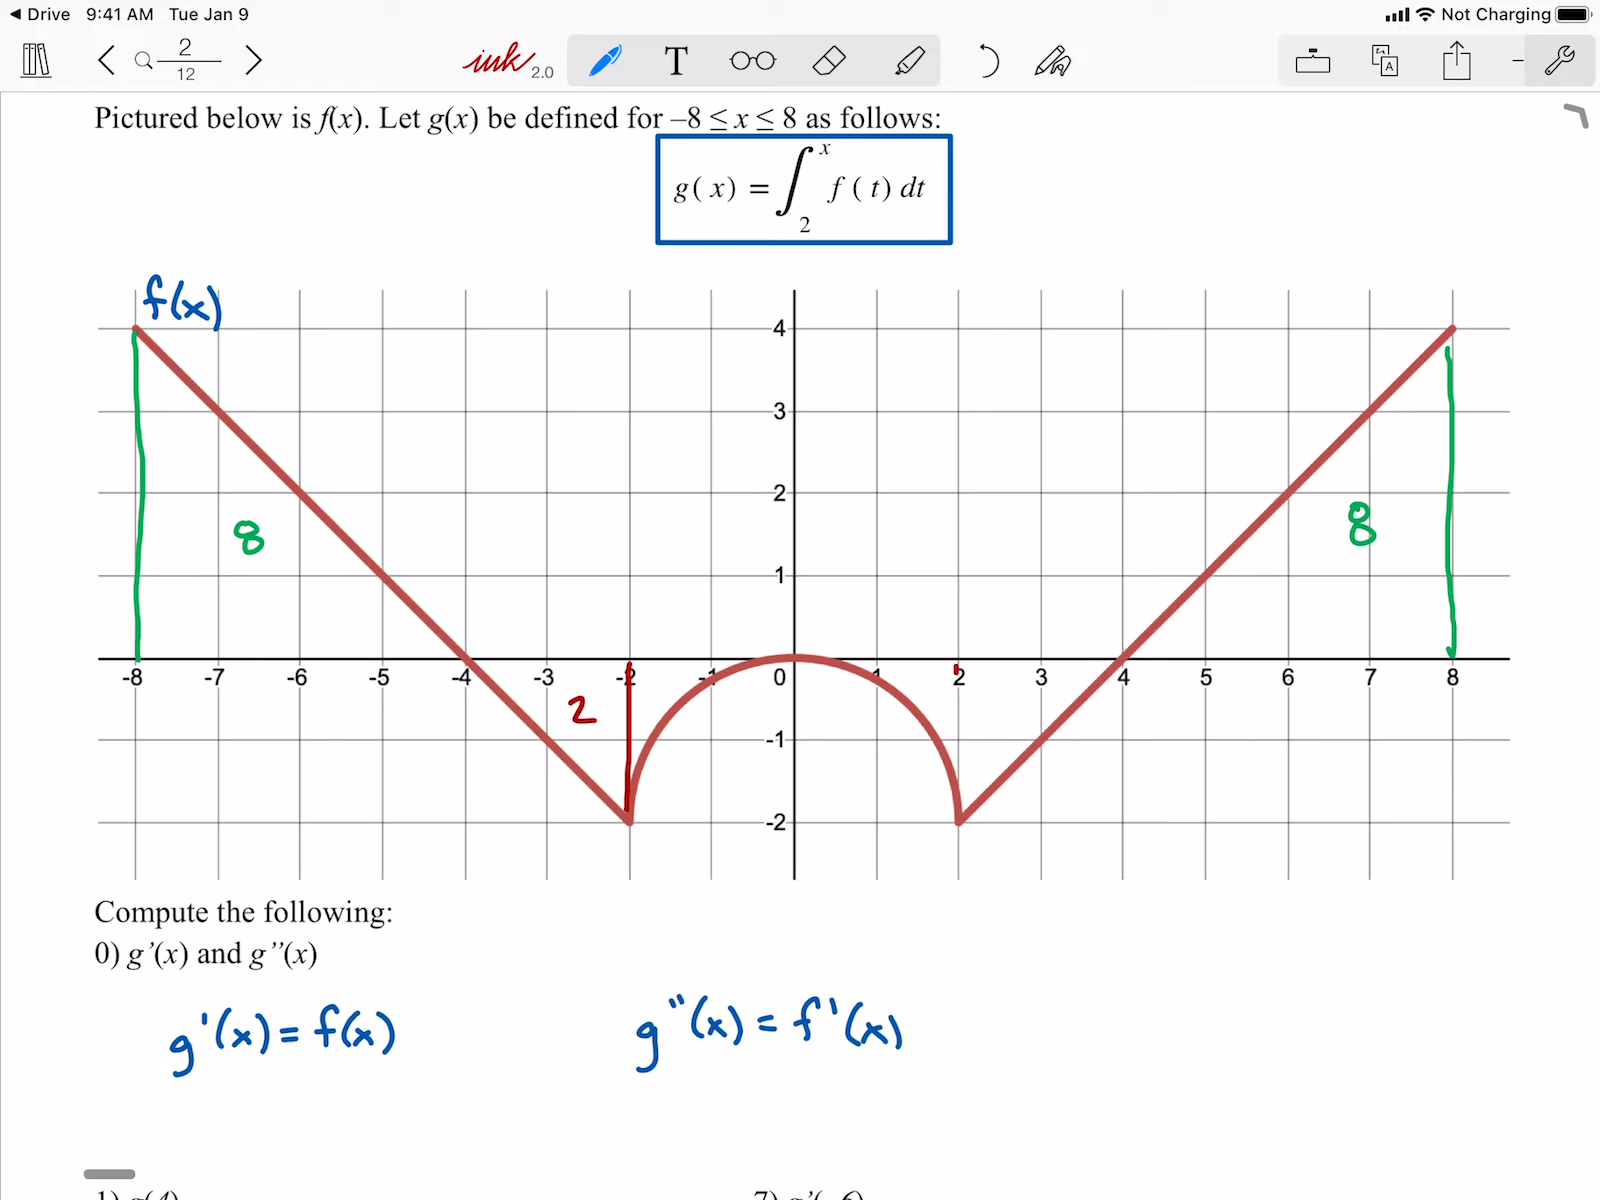 ◀ Drive 9:41 AM Tue Jan 9 Not Charging
2
12
ink 2.0 T A
Pictured below is f(x). Let g(x) be defined for –8 ≤ x ≤ 8 as follows:
g(x) = ∫₂ˣ f(t) dt
f(x)
4
3
2
1
8 8
-8 -7 -6 -5 -4 -3 -2 -1 0 1 2 3 4 5 6 7 8
2
-1
-2
Compute the following:
0) g’(x) and g’’(x)
g'(x) = f(x) g"(x) = f'(x)